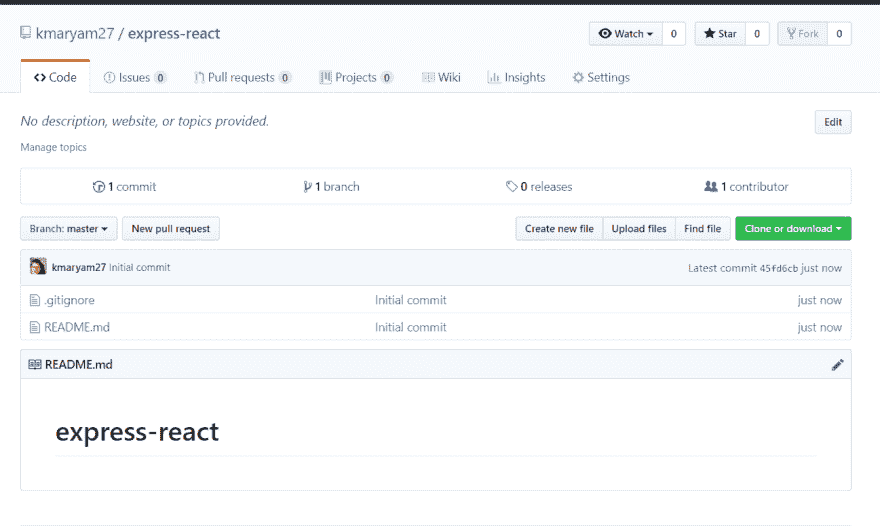 kmaryam27 / express-react
Watch 0 Star 0 Fork 0
Code Issues 0 Pull requests 0 Projects 0 Wiki Insights Settings
No description, website, or topics provided. Edit
Manage topics
1 commit 1 branch 0 releases 1 contributor
Branch: master New pull request Create new file Upload files Find file Clone or download
kmaryam27 Initial commit Latest commit 45fd6cb just now
.gitignore Initial commit just now
README.md Initial commit just now
README.md
express-react